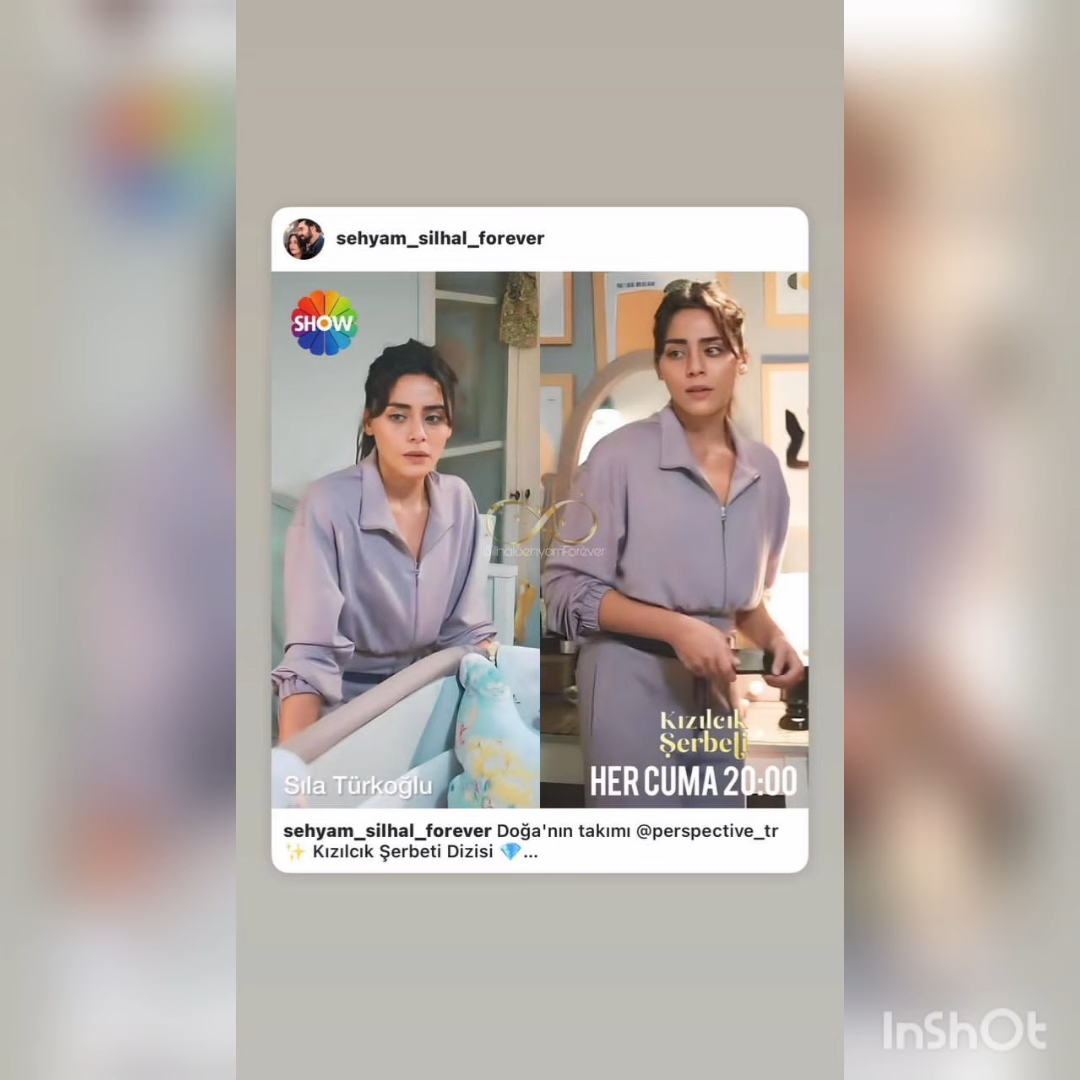 sehyam_silhal_forever
SHOW
Kızılcık
Şerbeti
Sıla Türkoğlu
HER CUMA 20:00
sehyam_silhal_forever Doğa'nın takımı @perspective_tr
✨ Kızılcık Şerbeti Dizisi 💎...
InShOt